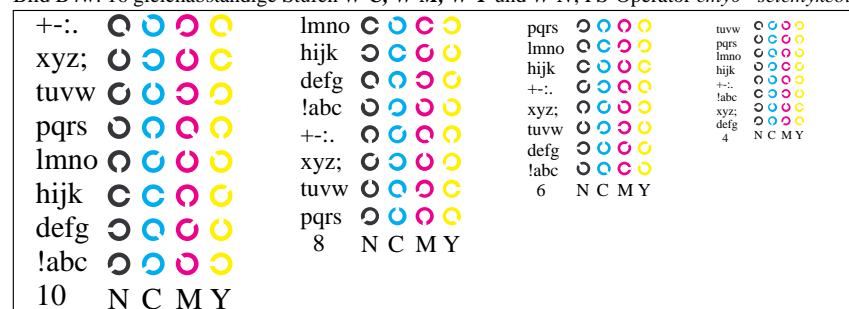 +-:.
xyz;
tuvw
pqrs
lmno
hijk
defg
!abc
10 N C M Y
lmno
hijk
defg
!abc
+-:.
xyz;
tuvw
pqrs
8 N C M Y
pqrs
lmno
hijk
+-:.
xyz;
tuvw
defg
!abc
6 N C M Y
tuvw
pqrs
lmno
hijk
+-:.
!abc
xyz;
defg
4 N C M Y